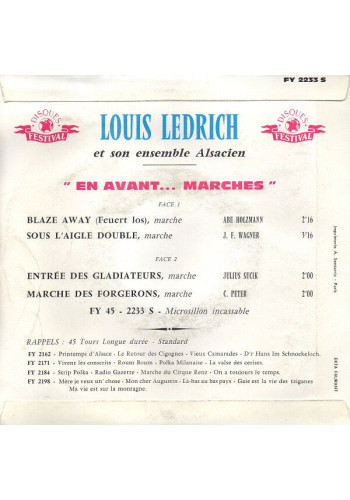 FY 2233 S
DISQUES
FESTIVAL
DISQUES
FESTIVAL
LOUIS LEDRICH
et son ensemble Alsacien
" EN AVANT... MARCHES "
FACE 1
BLAZE AWAY (Feuert los), marche ABE HOLZMANN 2'16
SOUS L'AIGLE DOUBLE, marche J. F. WAGNER 3'16
FACE 2
ENTRÉE DES GLADIATEURS, marche JULIUS SUCIK 2'00
MARCHE DES FORGERONS, marche C. PETER 2'00
FY 45 - 2233 S - Microsillon incassable
RAPPELS : 45 Tours Longue durée - Standard
FY 2162 - Printemps d'Alsace - Le Retour des Cigognes - Vieux Camarades - D'r Hans Im Schnockeloch.
FY 2171 - Vivent les conscrits - Roum Boum - Polka Milanaise - La valse des cerises.
FY 2184 - Strip Polka - Radio Gazette - Marche du Cirque Renz - On a toujours le temps.
FY 2198 - Mère je veux un' chose - Mon cher Augustin - La-bas au bas pays - Gaie est la vie des tziganes
Ma vie est sur la montagne.
Imprimerie - Paris